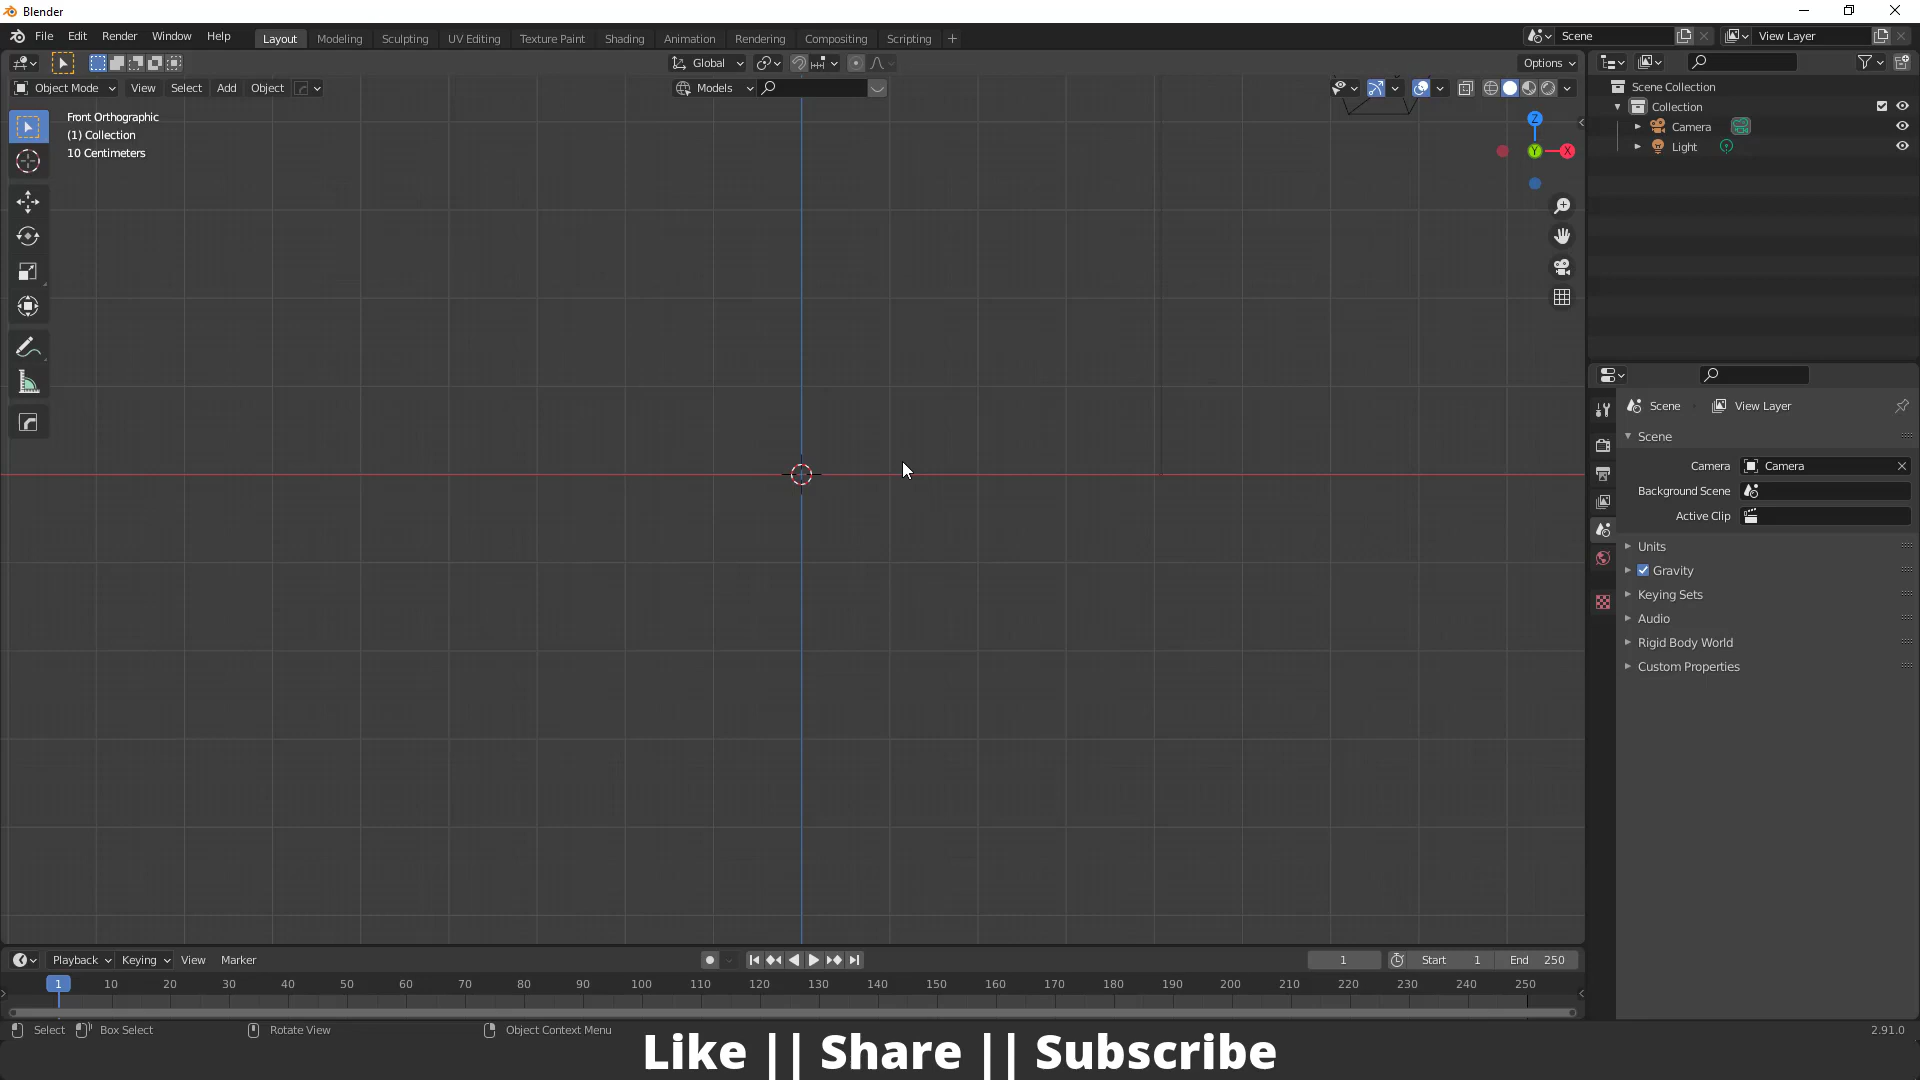 Blender
File Edit Render Window Help
Layout Modeling Sculpting UV Editing Texture Paint Shading Animation Rendering Compositing Scripting +
Scene
View Layer
Global
Options
Object Mode View Select Add Object
Models
Front Orthographic
(1) Collection
10 Centimeters
Z
Y
X
Scene Collection
Collection
Camera
Light
Scene
View Layer
Scene
Camera
Camera
Background Scene
Active Clip
Units
Gravity
Keying Sets
Audio
Rigid Body World
Custom Properties
Playback Keying View Marker
1
Start 1
End 250
1 10 20 30 40 50 60 70 80 90 100 110 120 130 140 150 160 170 180 190 200 210 220 230 240 250
Select Box Select Rotate View Object Context Menu
2.91.0
Like || Share || Subscribe